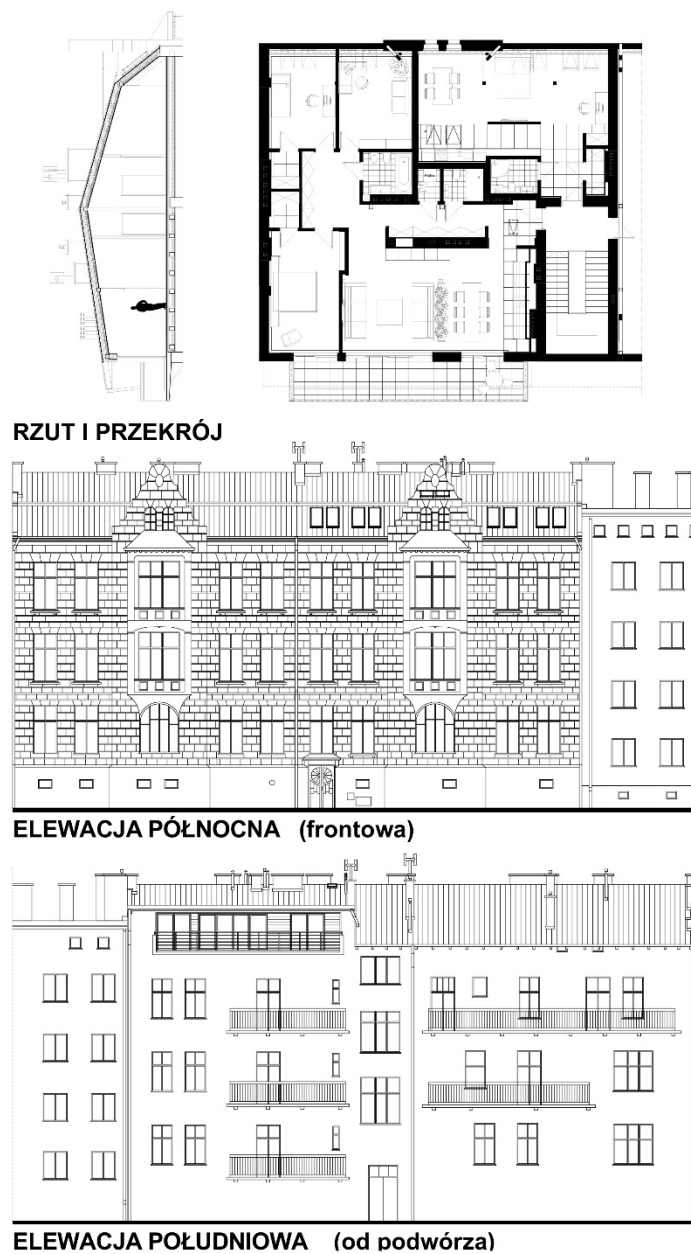 RZUT I PRZEKRÓJ
ELEWACJA PÓŁNOCNA (frontowa)
ELEWACJA POŁUDNIOWA (od podwórza)